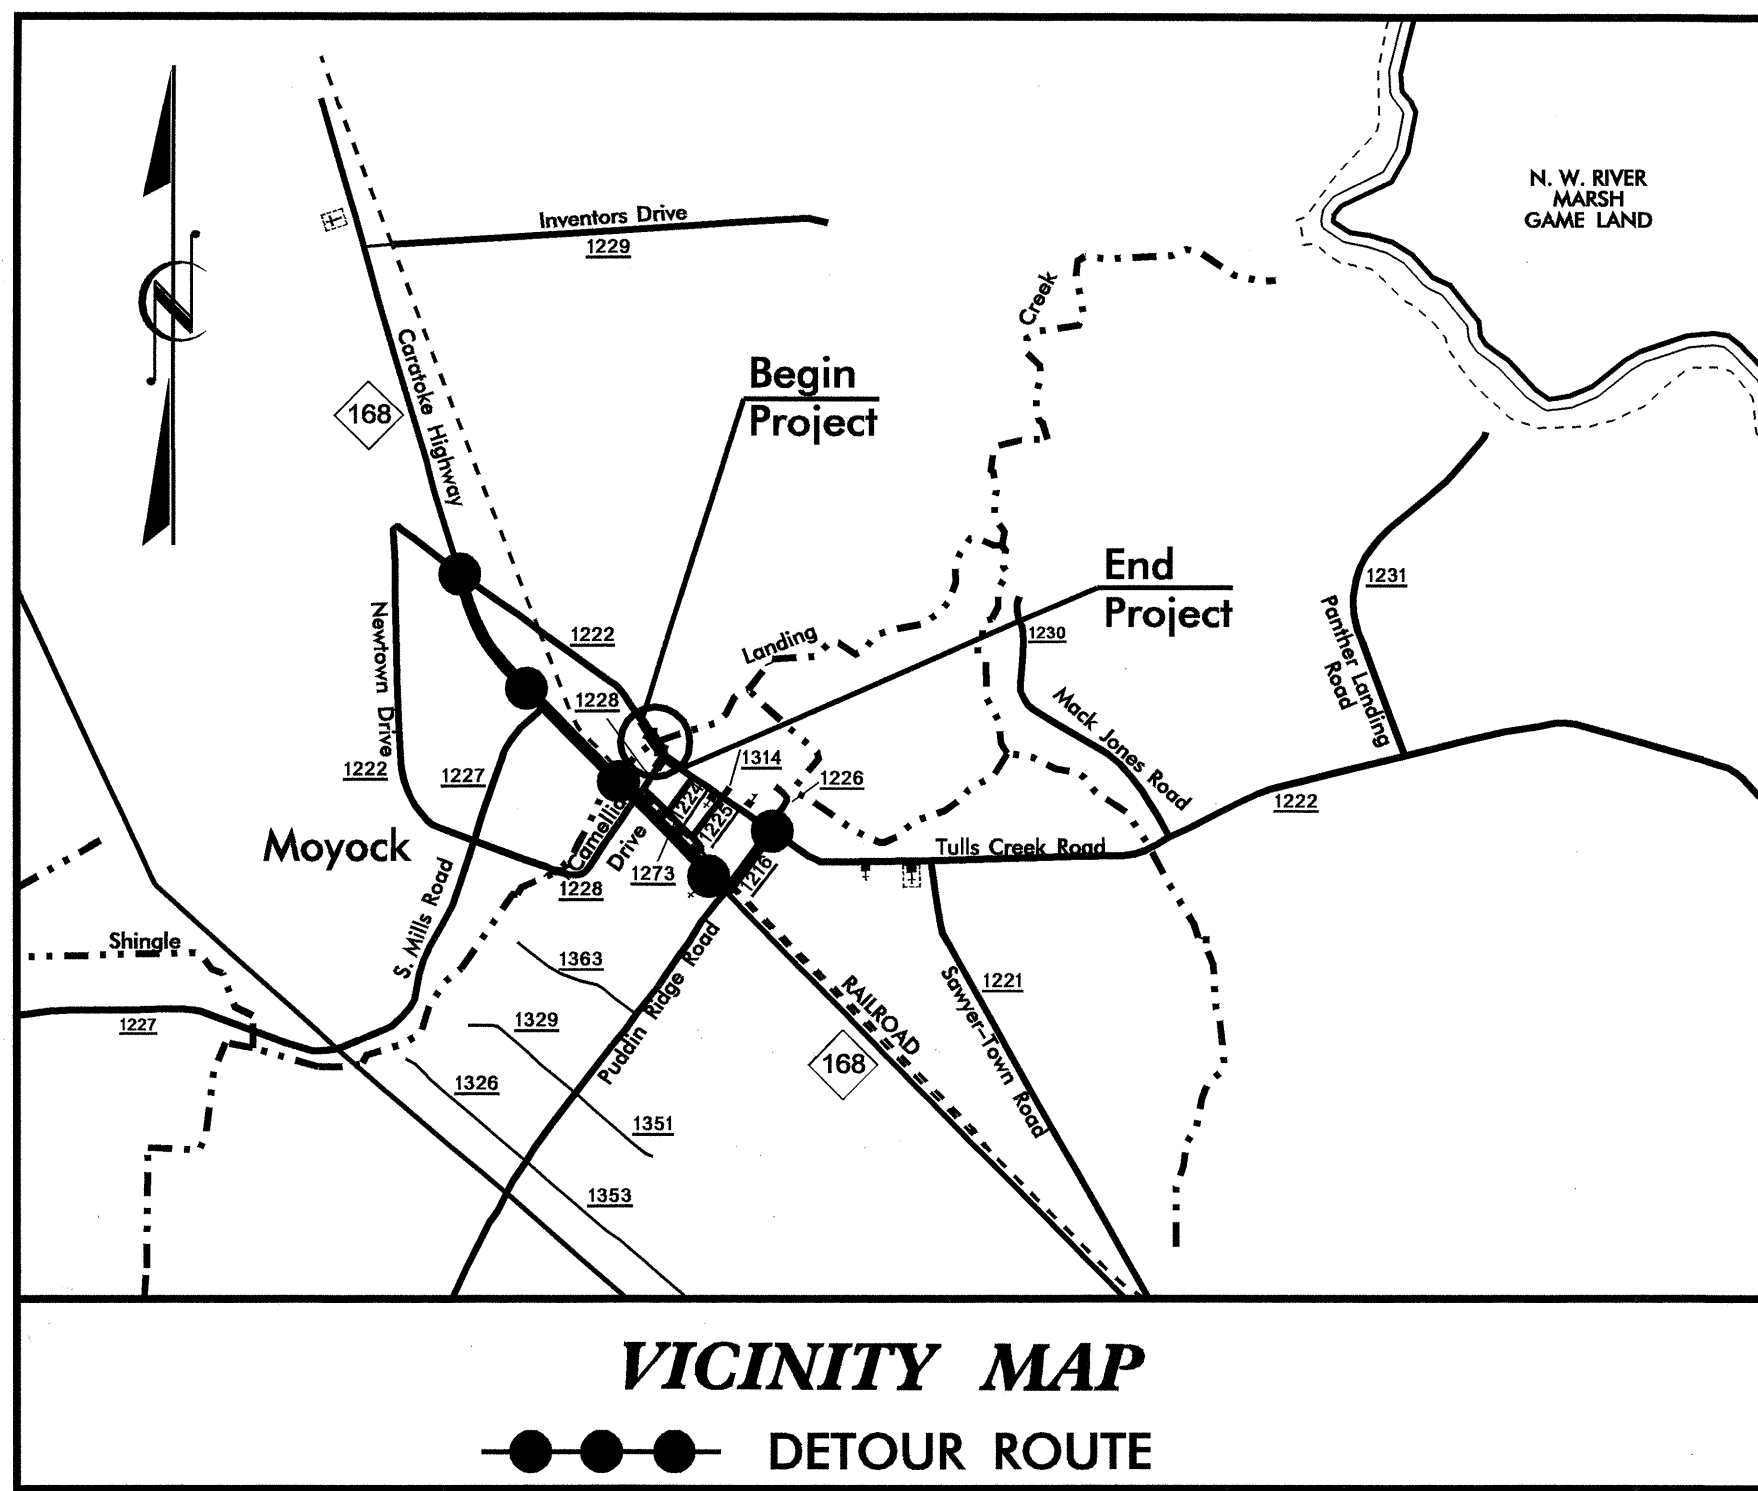 N. W. RIVER
MARSH
GAME LAND
Inventors Drive
1229
N
Creek
Caratoke Highway
168
Begin
Project
End
Project
1231
Panther Landing
Road
Newtown Drive
1222
1222
1228
Landing
1230
Mack Jones Road
1314
1226
1227
1224
1225
1222
Moyock
Camellia
Drive
1273
1228
1216
Tulls Creek Road
S. Mills Road
Shingle
1227
1363
1329
1326
1351
1353
Puddin Ridge Road
RAILROAD
168
1221
Sawyer-Town Road
VICINITY MAP
DETOUR ROUTE